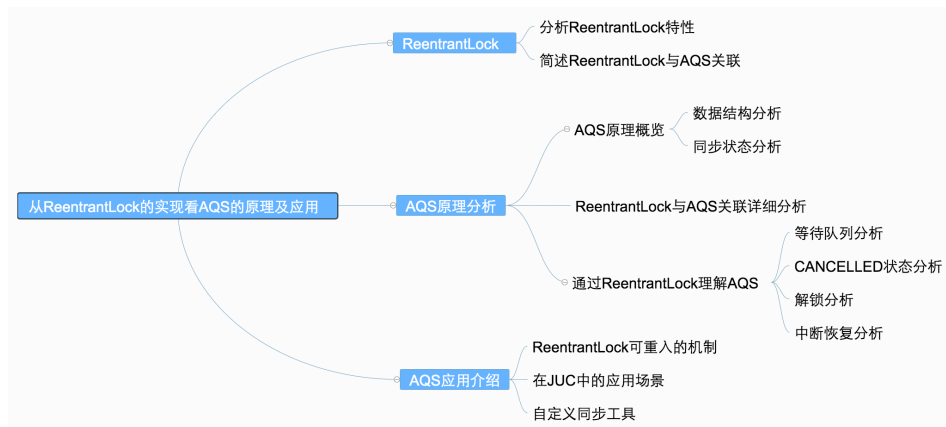 从ReentrantLock的实现看AQS的原理及应用
ReentrantLock
分析ReentrantLock特性
简述ReentrantLock与AQS关联
AQS原理分析
AQS原理概览
数据结构分析
同步状态分析
ReentrantLock与AQS关联详细分析
通过ReentrantLock理解AQS
等待队列分析
CANCELLED状态分析
解锁分析
中断恢复分析
AQS应用介绍
ReentrantLock可重入的机制
在JUC中的应用场景
自定义同步工具